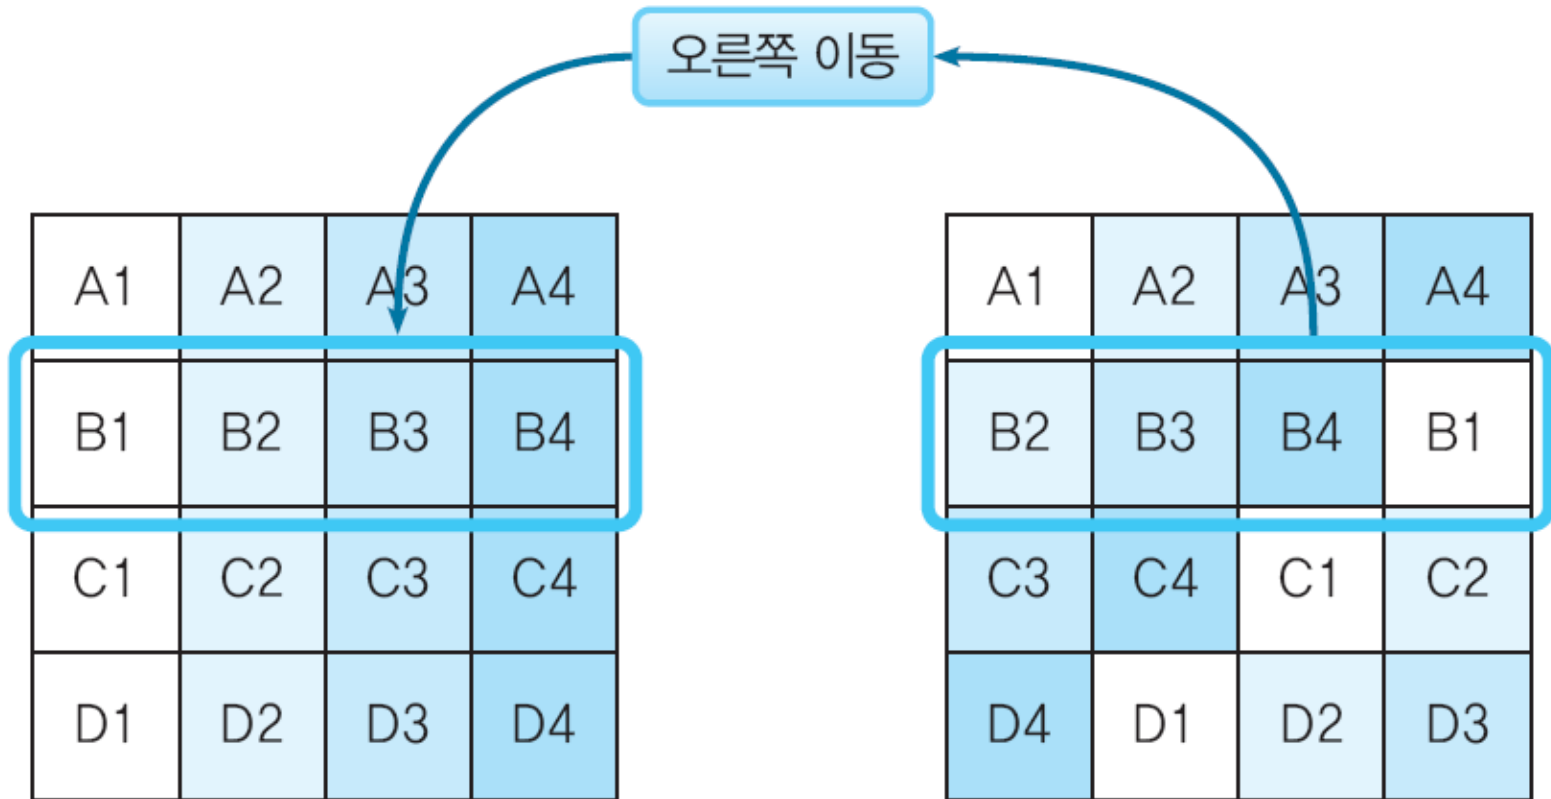 오른쪽 이동
A1 A2 A3 A4 A1 A2 A3 A4
B1 B2 B3 B4 B2 B3 B4 B1
C1 C2 C3 C4 C3 C4 C1 C2
D1 D2 D3 D4 D4 D1 D2 D3